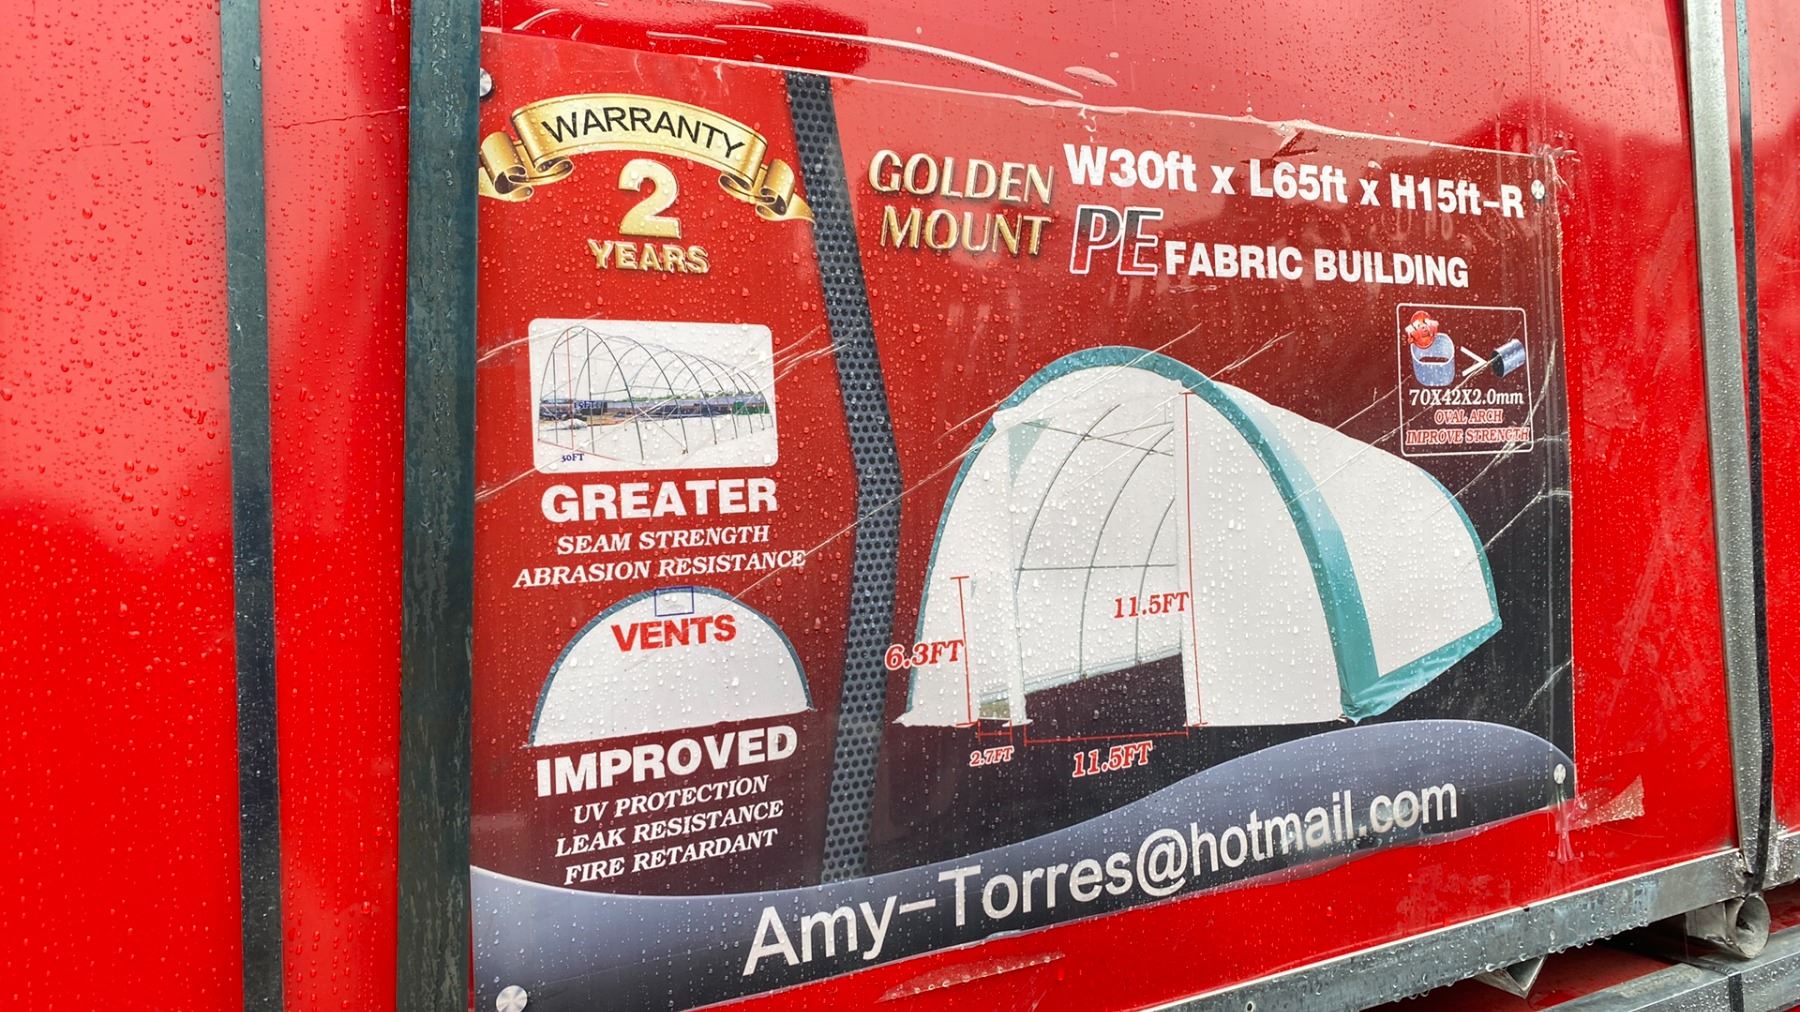 WARRANTY
2
YEARS
30FT
GREATER
SEAM STRENGTH
ABRASION RESISTANCE
VENTS
IMPROVED
UV PROTECTION
LEAK RESISTANCE
FIRE RETARDANT
GOLDEN
MOUNT
W30ft x L65ft x H15ft-R
PE FABRIC BUILDING
70X42X2.0mm
OVAL ARCH
IMPROVE STRENGTH
11.5FT
6.3FT
2.7FT
11.5FT
Amy-Torres@hotmail.com